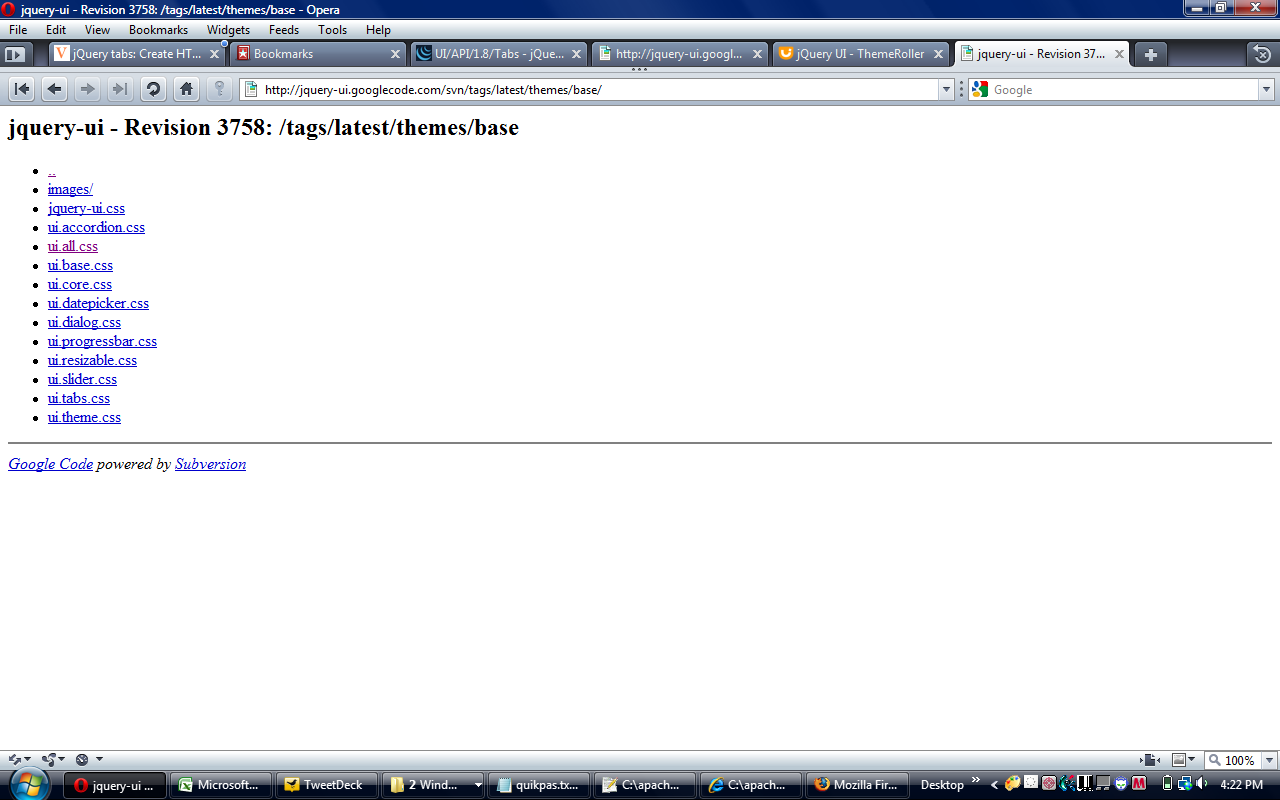 jquery-ui - Revision 3758: /tags/latest/themes/base - Opera
File Edit View Bookmarks Widgets Feeds Tools Help
jQuery tabs: Create HT... Bookmarks UI/API/1.8/Tabs - jQue... http://jquery-ui.googl... jQuery UI - ThemeRoller jquery-ui - Revision 37...
http://jquery-ui.googlecode.com/svn/tags/latest/themes/base/ Google
jquery-ui - Revision 3758: /tags/latest/themes/base
..
images/
jquery-ui.css
ui.accordion.css
ui.all.css
ui.base.css
ui.core.css
ui.datepicker.css
ui.dialog.css
ui.progressbar.css
ui.resizable.css
ui.slider.css
ui.tabs.css
ui.theme.css
Google Code powered by Subversion
100%
jquery-ui ... Microsoft... TweetDeck 2 Wind... quikpas.tx... C:\apach... C:\apach... Mozilla Fir... Desktop 4:22 PM